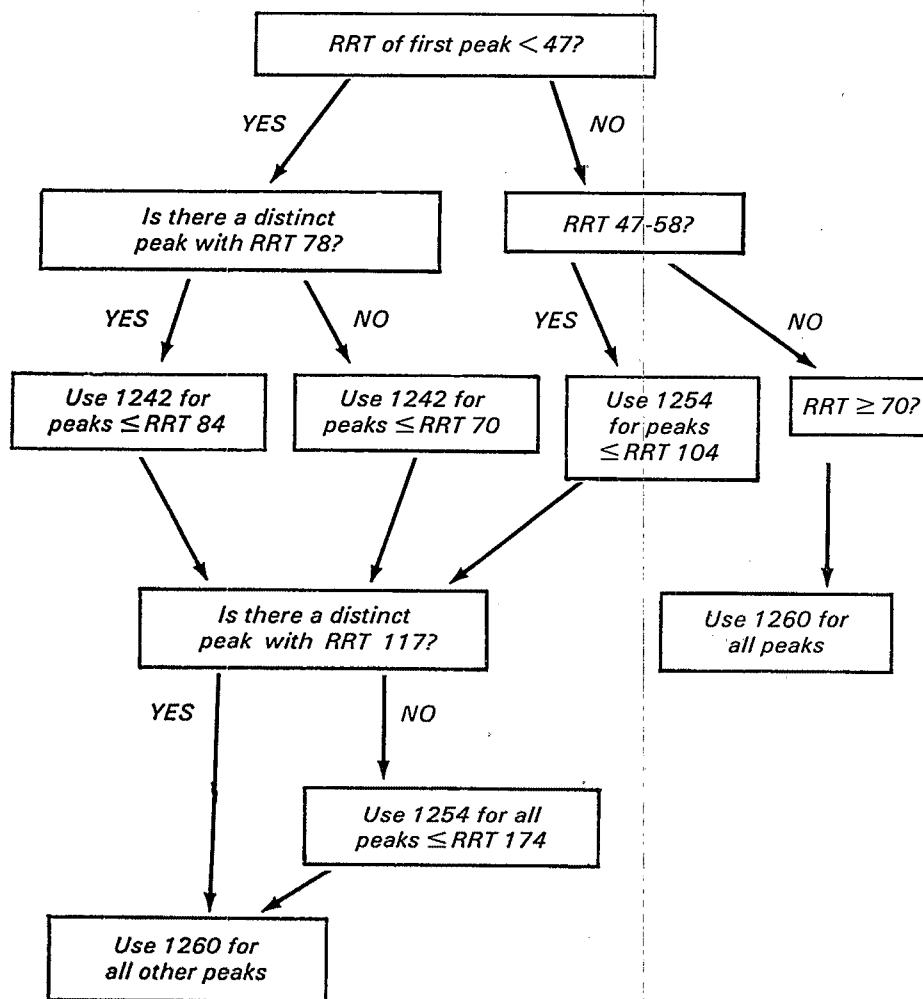 RRT of first peak < 47?
YES
NO
Is there a distinct
peak with RRT 78?
RRT 47-58?
YES
NO
YES
NO
Use 1242 for
peaks ≤ RRT 84
Use 1242 for
peaks ≤ RRT 70
Use 1254
for peaks
≤ RRT 104
RRT ≥ 70?
Is there a distinct
peak with RRT 117?
Use 1260 for
all peaks
YES
NO
Use 1254 for all
peaks ≤ RRT 174
Use 1260 for
all other peaks